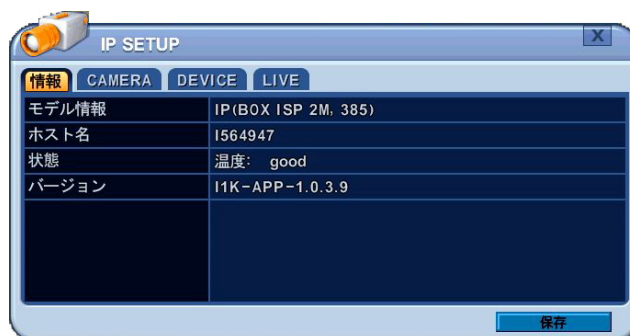 IP SETUP
X
情報 CAMERA DEVICE LIVE
モデル情報 IP(BOX ISP 2M, 385)
ホスト名 I564947
状態 温度: good
バージョン I1K-APP-1.0.3.9
保存